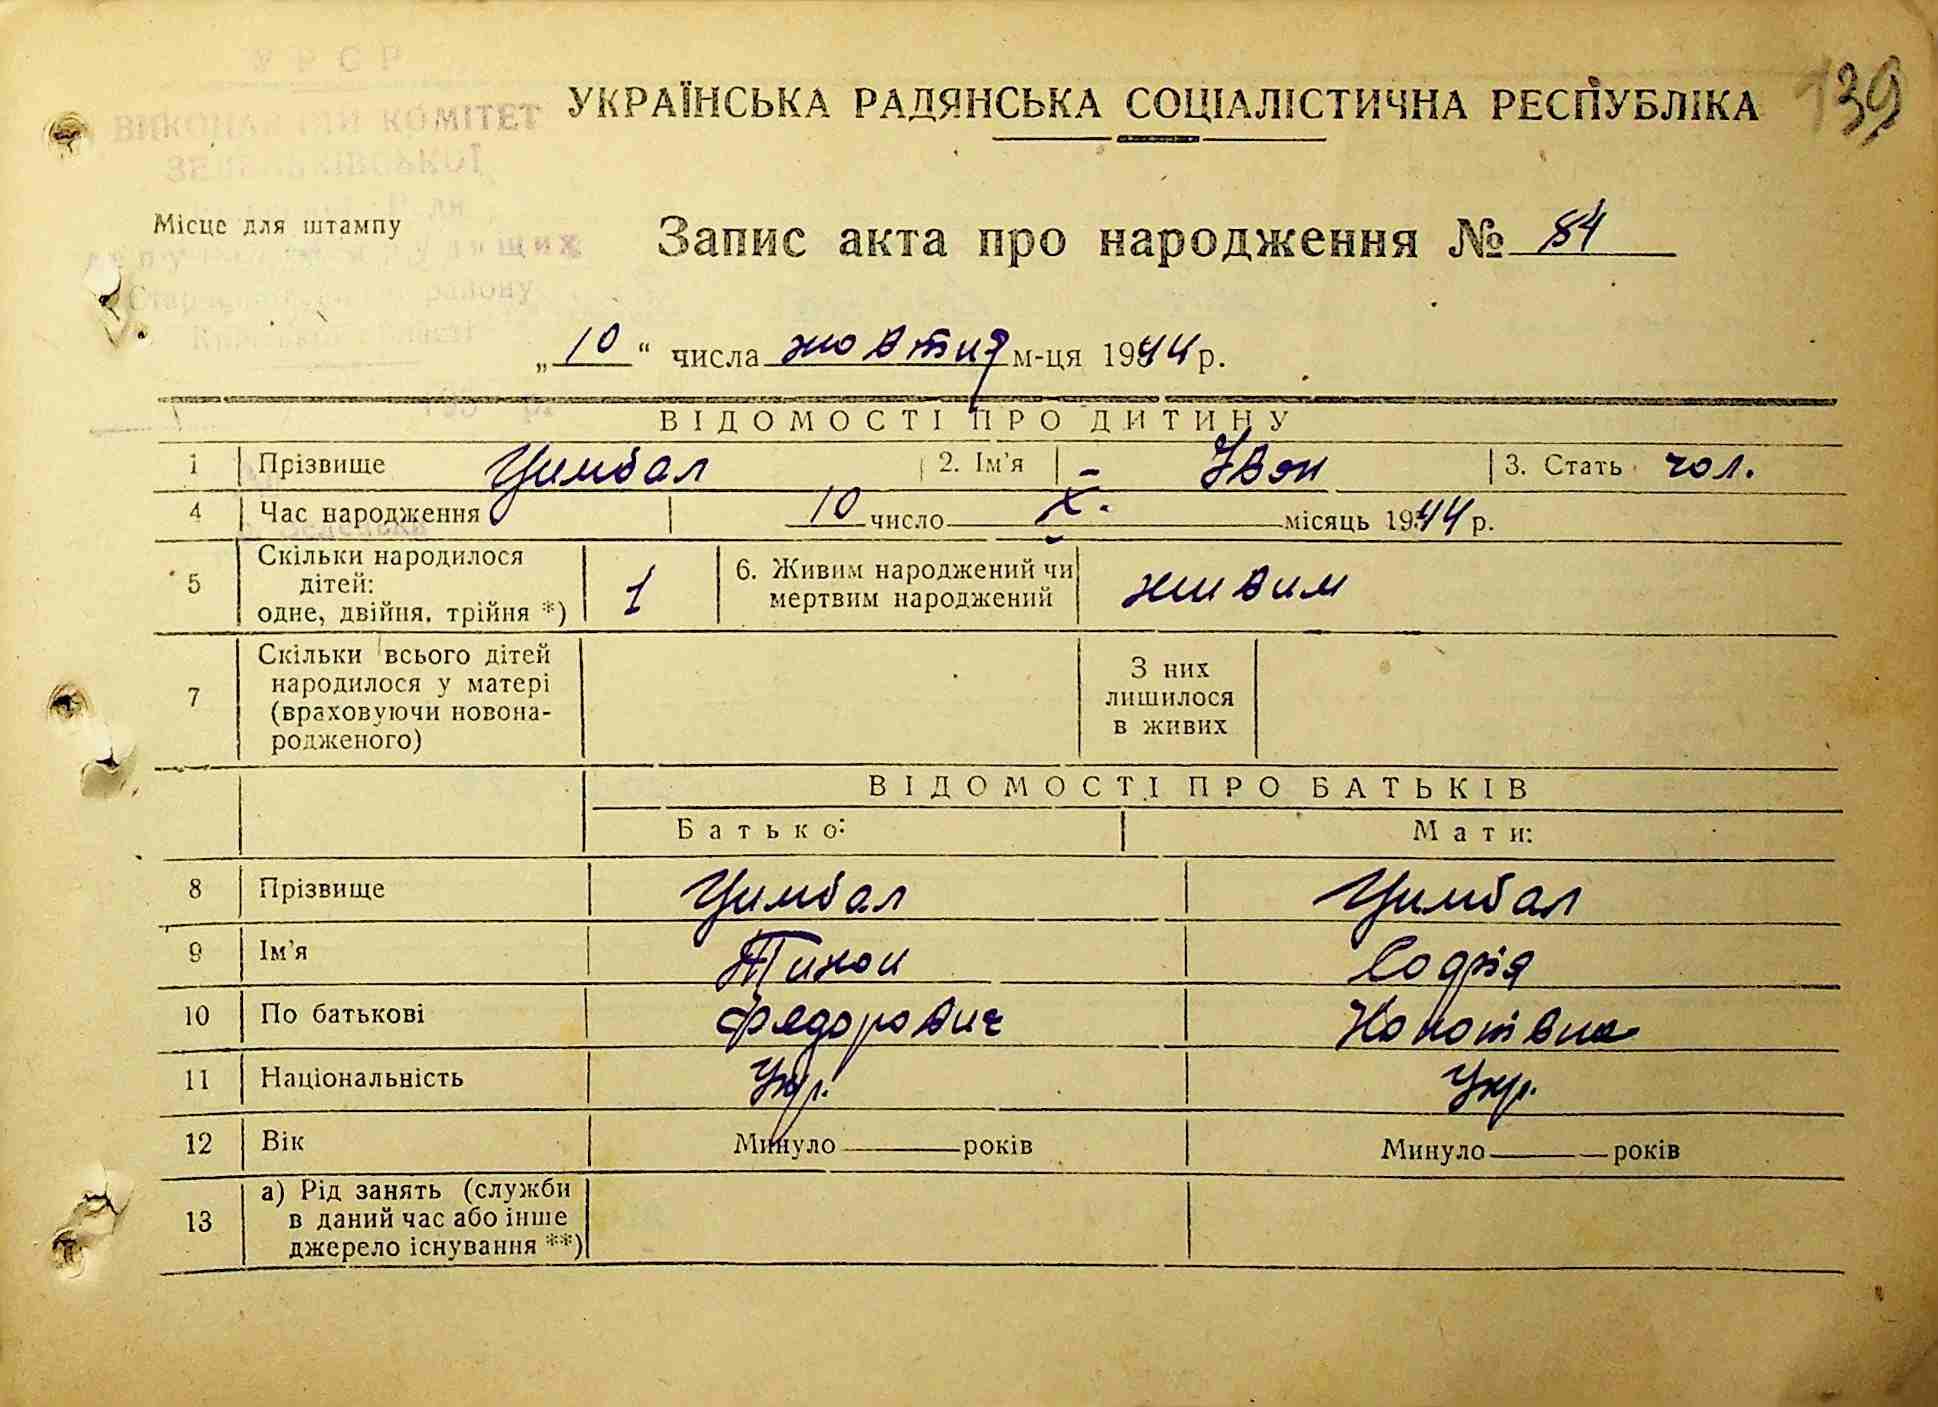 УРСР
ВИКОНАВЧИЙ КОМІТЕТ
139
УКРАЇНСЬКА РАДЯНСЬКА СОЦІАЛІСТИЧНА РЕСПУБЛІКА
Місце для штампу
Запис акта про народження № 84
„10“ числа жовтня м-ця 1944 р.
ВІДОМОСТІ ПРО ДИТИНУ
1 Прізвище Цимбал 2. Ім’я – Іван 3. Стать чол.
4 Час народження 10 число X. місяць 1944 р.
5 Скільки народилося дітей: одне, двійня, трійня *) 1 6. Живим народжений чи мертвим народжений живим
7 Скільки всього дітей народилося у матері (враховуючи новонародженого) З них лишилося в живих
ВІДОМОСТІ ПРО БАТЬКІВ
Батько: Мати:
8 Прізвище Цимбал Цимбал
9 Ім’я
10 По батькові Федорович
11 Національність Укр. Укр.
12 Вік Минуло років Минуло років
13 а) Рід занять (служби в даний час або інше джерело існування **)